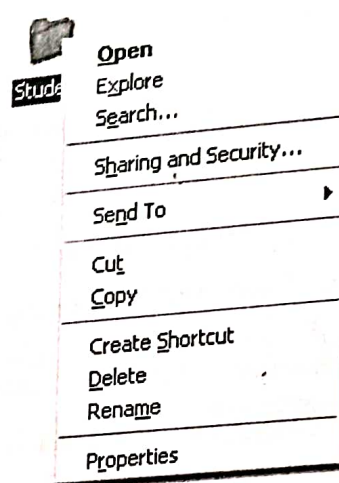 Stude
Open
Explore
Search...
Sharing and Security...
Send To
Cut
Copy
Create Shortcut
Delete
Rename
Properties